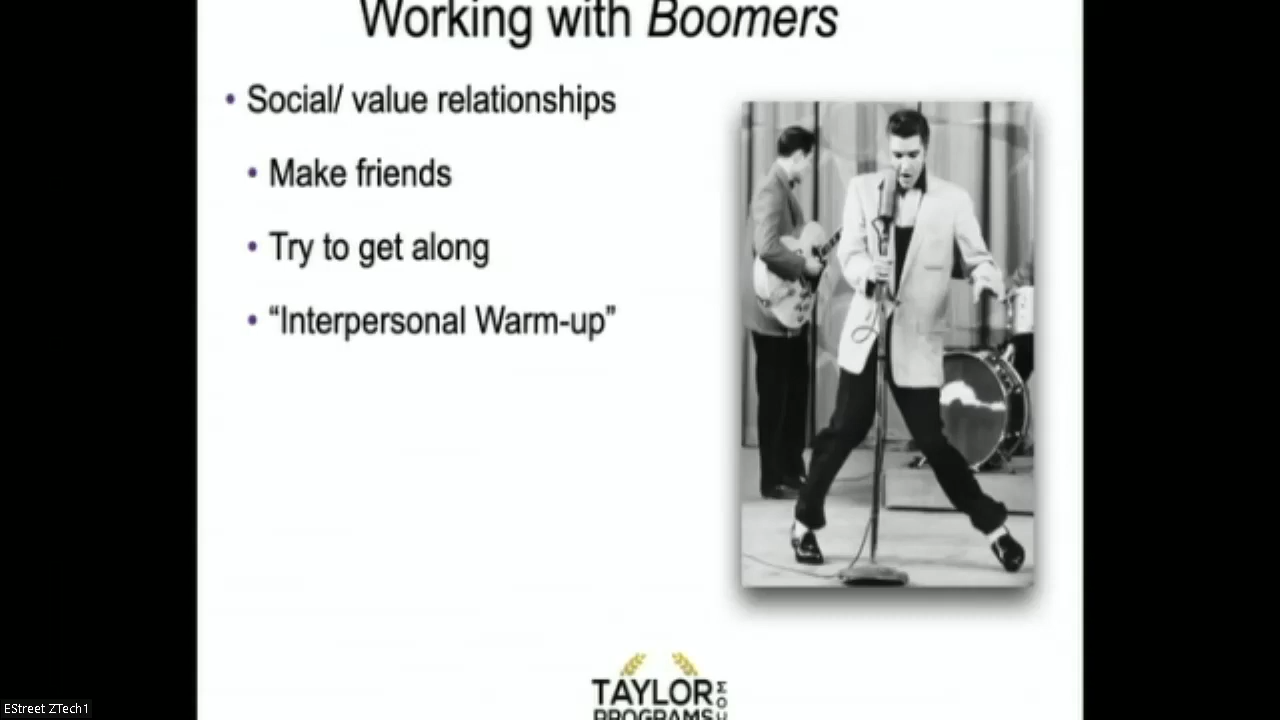 Working with Boomers
• Social/ value relationships
• Make friends
• Try to get along
• “Interpersonal Warm-up”
TAYLOR
PROGRAMS
EStreet ZTech1